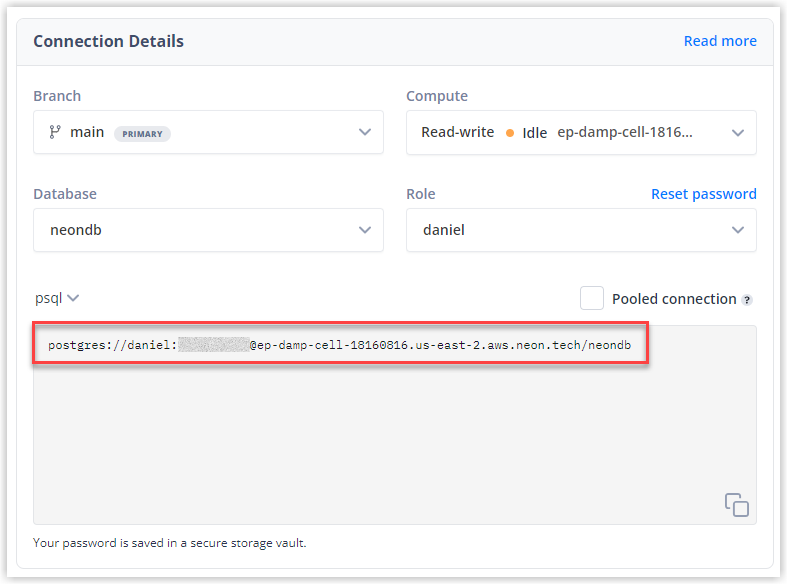 Connection Details
Read more
Branch
Compute
main PRIMARY
Read-write Idle ep-damp-cell-1816...
Database
Role
Reset password
neondb
daniel
psql
Pooled connection ?
postgres://daniel: @ep-damp-cell-18160816.us-east-2.aws.neon.tech/neondb
Your password is saved in a secure storage vault.